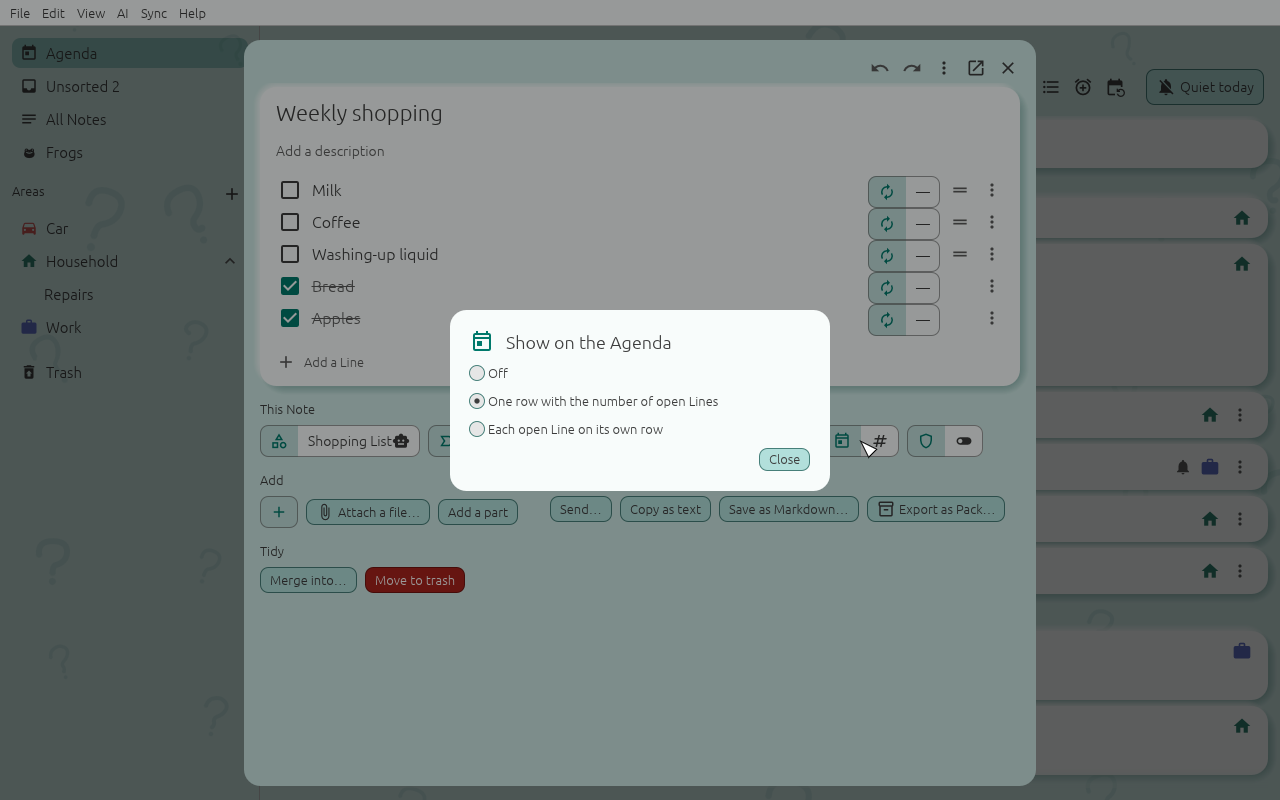 File Edit View AI Sync Help
Agenda
Unsorted 2
All Notes
Frogs
Areas
Car
Household
Repairs
Work
Trash
Quiet today
Weekly shopping
Add a description
Milk
Coffee
Washing-up liquid
Bread
Apples
Add a Line
Show on the Agenda
Off
One row with the number of open Lines
Each open Line on its own row
Close
This Note
Shopping List
Add
Attach a file...
Add a part
Send...
Copy as text
Save as Markdown...
Export as Pack...
Tidy
Merge into...
Move to trash